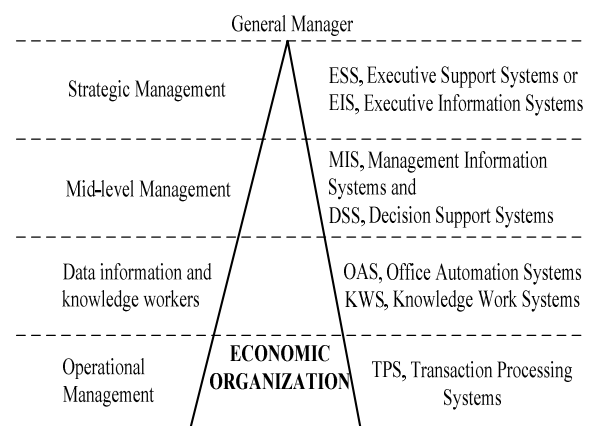 General Manager
Strategic Management
ESS, Executive Support Systems or
EIS, Executive Information Systems
Mid-level Management
MIS, Management Information
Systems and
DSS, Decision Support Systems
Data information and
knowledge workers
OAS, Office Automation Systems
KWS, Knowledge Work Systems
Operational
Management
ECONOMIC
ORGANIZATION
TPS, Transaction Processing
Systems